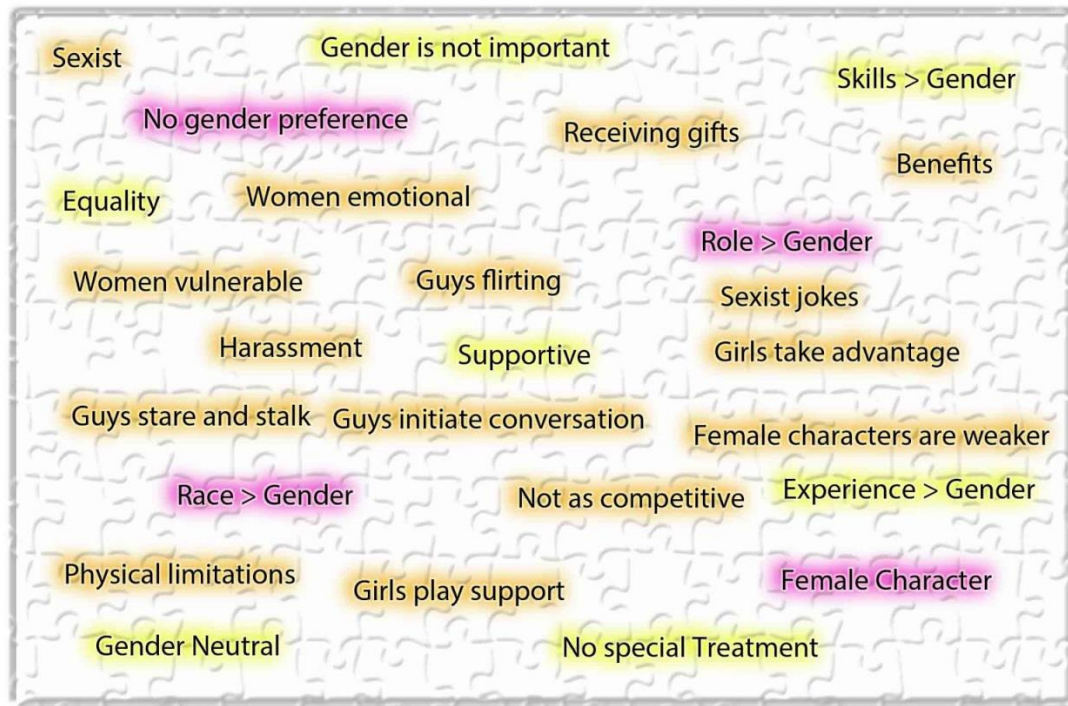 Sexist
Gender is not important
Skills > Gender
No gender preference
Receiving gifts
Benefits
Equality
Women emotional
Role > Gender
Women vulnerable
Guys flirting
Sexist jokes
Harassment
Supportive
Girls take advantage
Guys stare and stalk
Guys initiate conversation
Female characters are weaker
Race > Gender
Not as competitive
Experience > Gender
Physical limitations
Girls play support
Female Character
Gender Neutral
No special Treatment